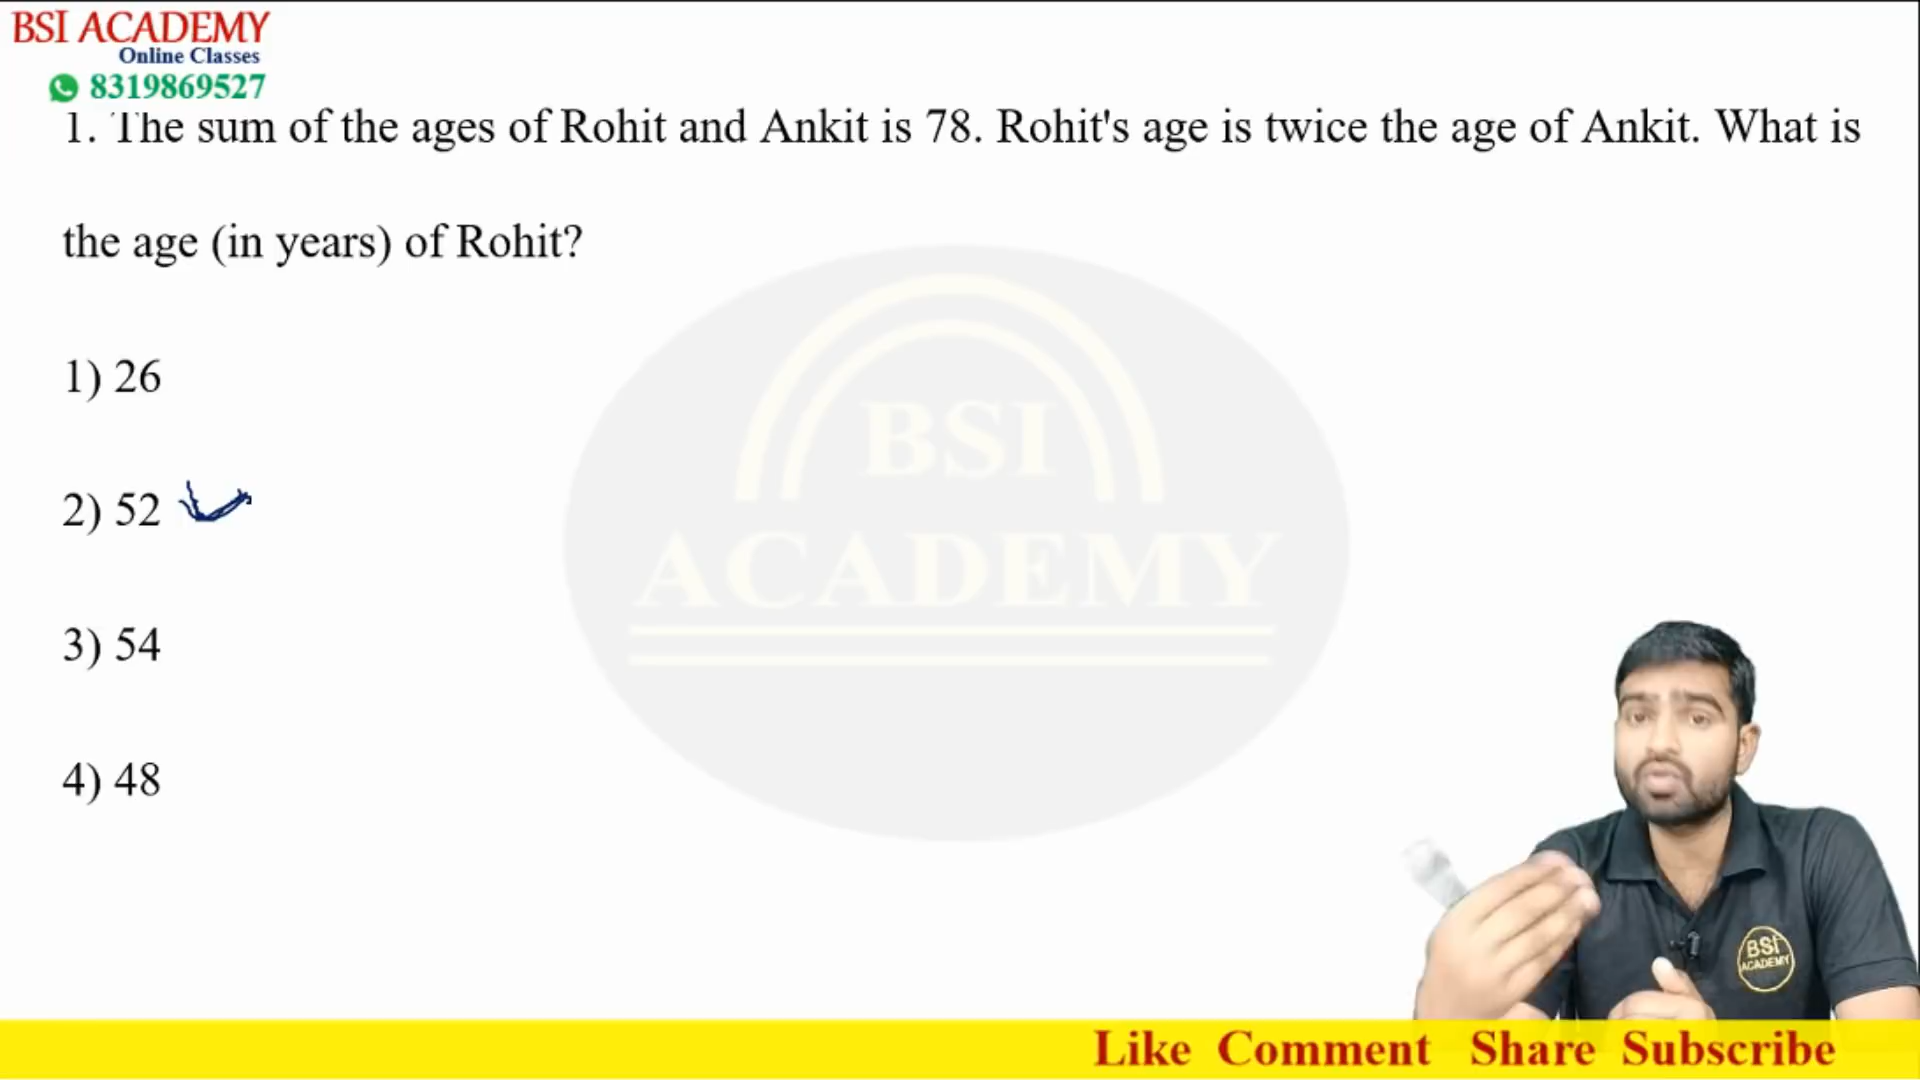 BSI ACADEMY
Online Classes
8319869527
1. The sum of the ages of Rohit and Ankit is 78. Rohit's age is twice the age of Ankit. What is
the age (in years) of Rohit?
1) 26
2) 52
3) 54
4) 48
BSI
ACADEMY
BSI
ACADEMY
Like Comment Share Subscribe